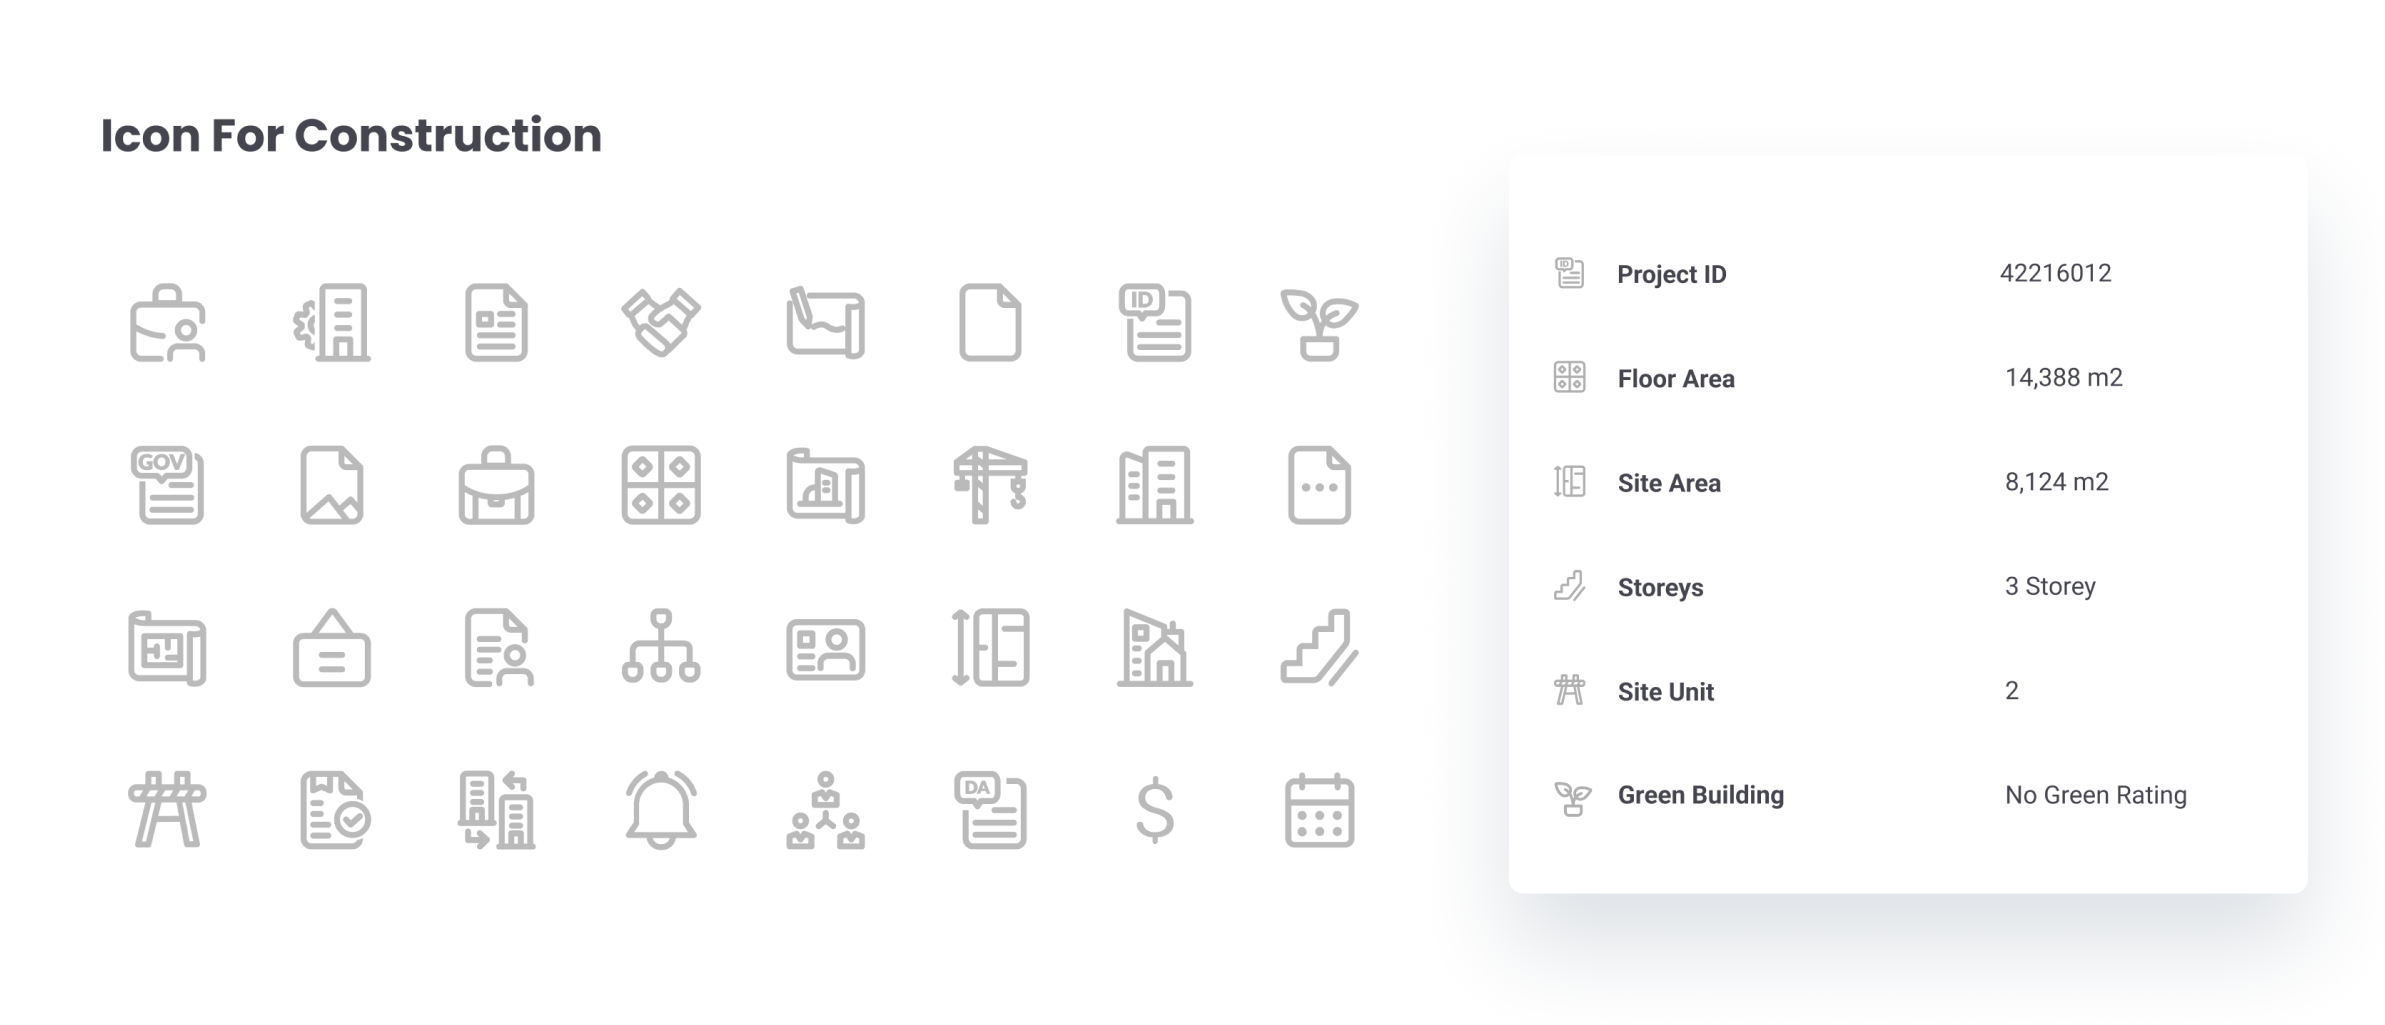 Icon For Construction
ID
GOV
DA
ID
Project ID 42216012
Floor Area 14,388 m2
Site Area 8,124 m2
Storeys 3 Storey
Site Unit 2
Green Building No Green Rating